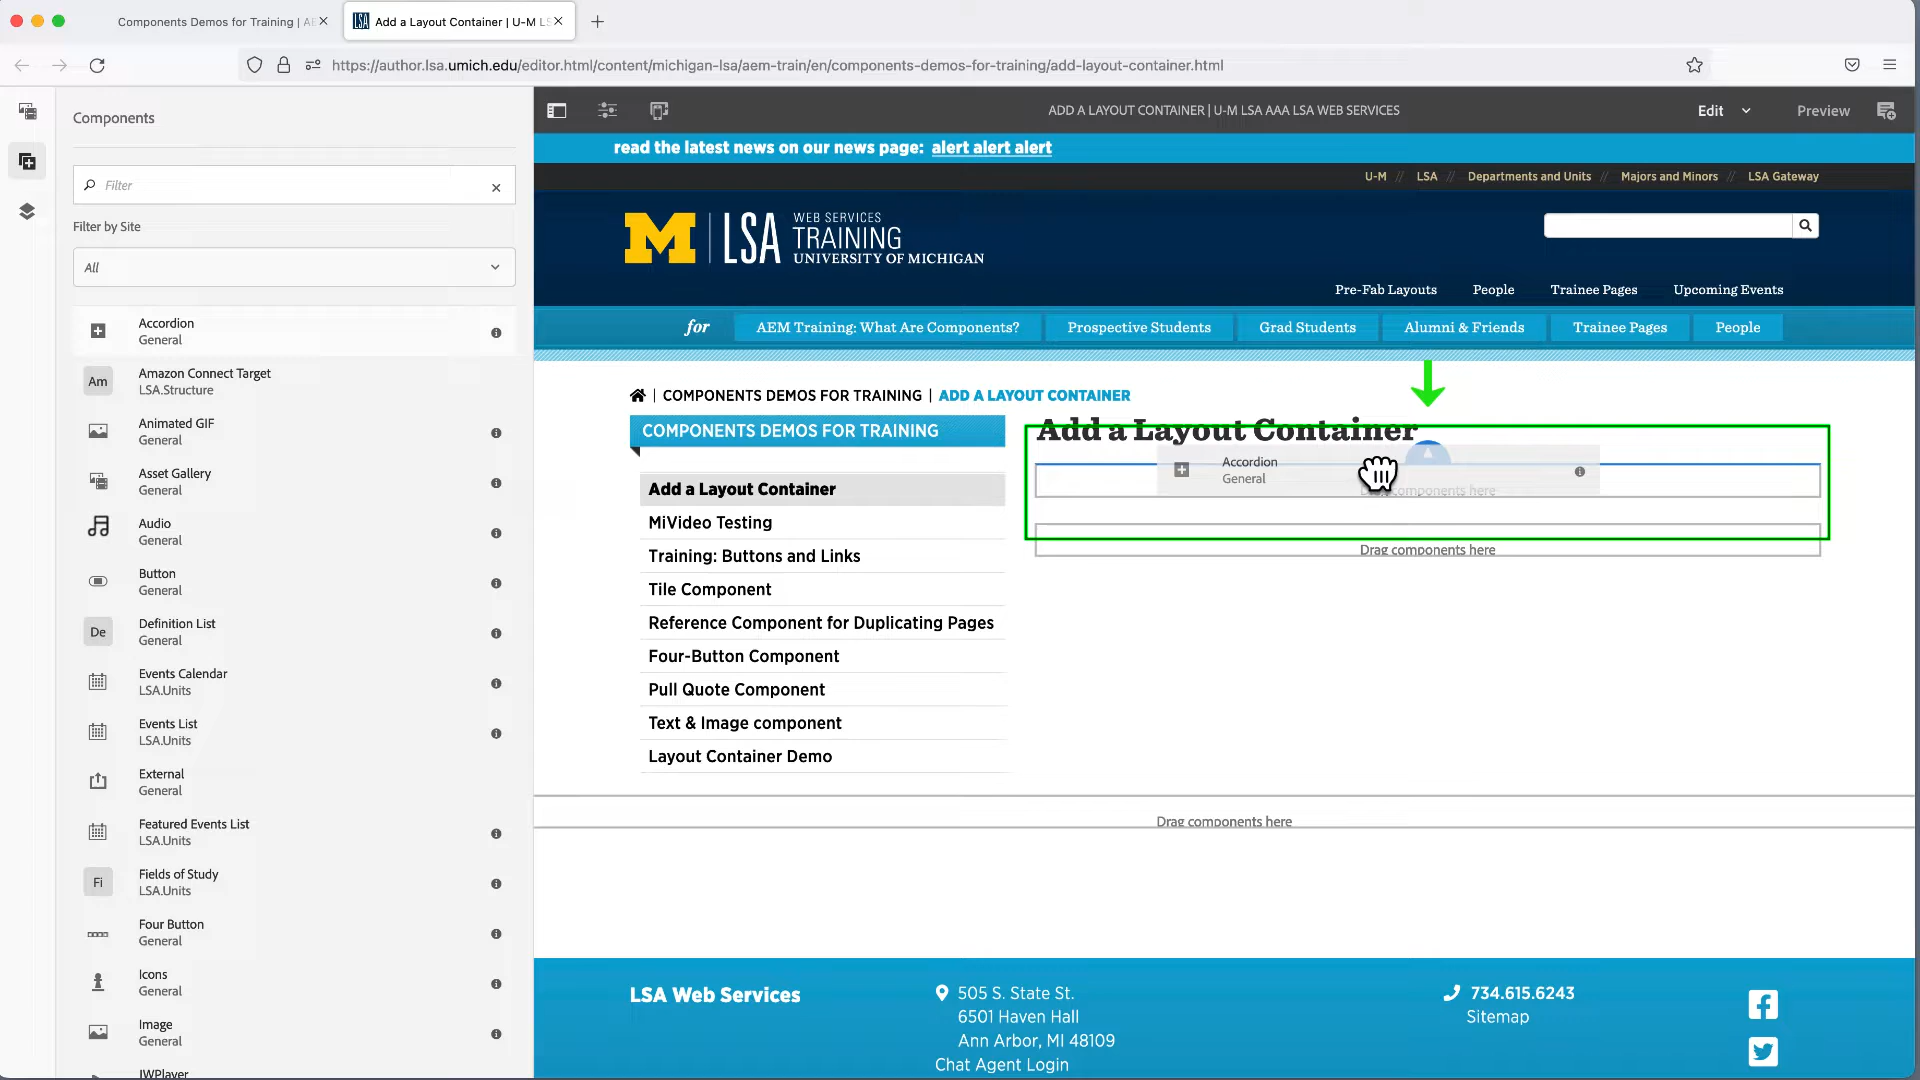 Components Demos for Training | AE
Add a Layout Container | U-M LS
https://author.lsa.umich.edu/editor.html/content/michigan-lsa/aem-train/en/components-demos-for-training/add-layout-container.html
Components
Filter
Filter by Site
All
Accordion
General
Amazon Connect Target
LSA.Structure
Animated GIF
General
Asset Gallery
General
Audio
General
Button
General
De
Definition List
General
Events Calendar
LSA.Units
Events List
LSA.Units
External
General
Featured Events List
LSA.Units
Fi
Fields of Study
LSA.Units
Four Button
General
Icons
General
Image
General
JWPlayer
Am
ADD A LAYOUT CONTAINER | U-M LSA AAA LSA WEB SERVICES
Edit
Preview
read the latest news on our news page: alert alert alert
U-M // LSA // Departments and Units // Majors and Minors // LSA Gateway
M LSA WEB SERVICES
TRAINING
UNIVERSITY OF MICHIGAN
Pre-Fab Layouts People Trainee Pages Upcoming Events
for AEM Training: What Are Components? Prospective Students Grad Students Alumni & Friends Trainee Pages People
| COMPONENTS DEMOS FOR TRAINING | ADD A LAYOUT CONTAINER
COMPONENTS DEMOS FOR TRAINING
Add a Layout Container
MiVideo Testing
Training: Buttons and Links
Tile Component
Reference Component for Duplicating Pages
Four-Button Component
Pull Quote Component
Text & Image component
Layout Container Demo
Add a Layout Container
Accordion
General
Drag components here
Drag components here
Drag components here
LSA Web Services
505 S. State St.
6501 Haven Hall
Ann Arbor, MI 48109
Chat Agent Login
734.615.6243
Sitemap